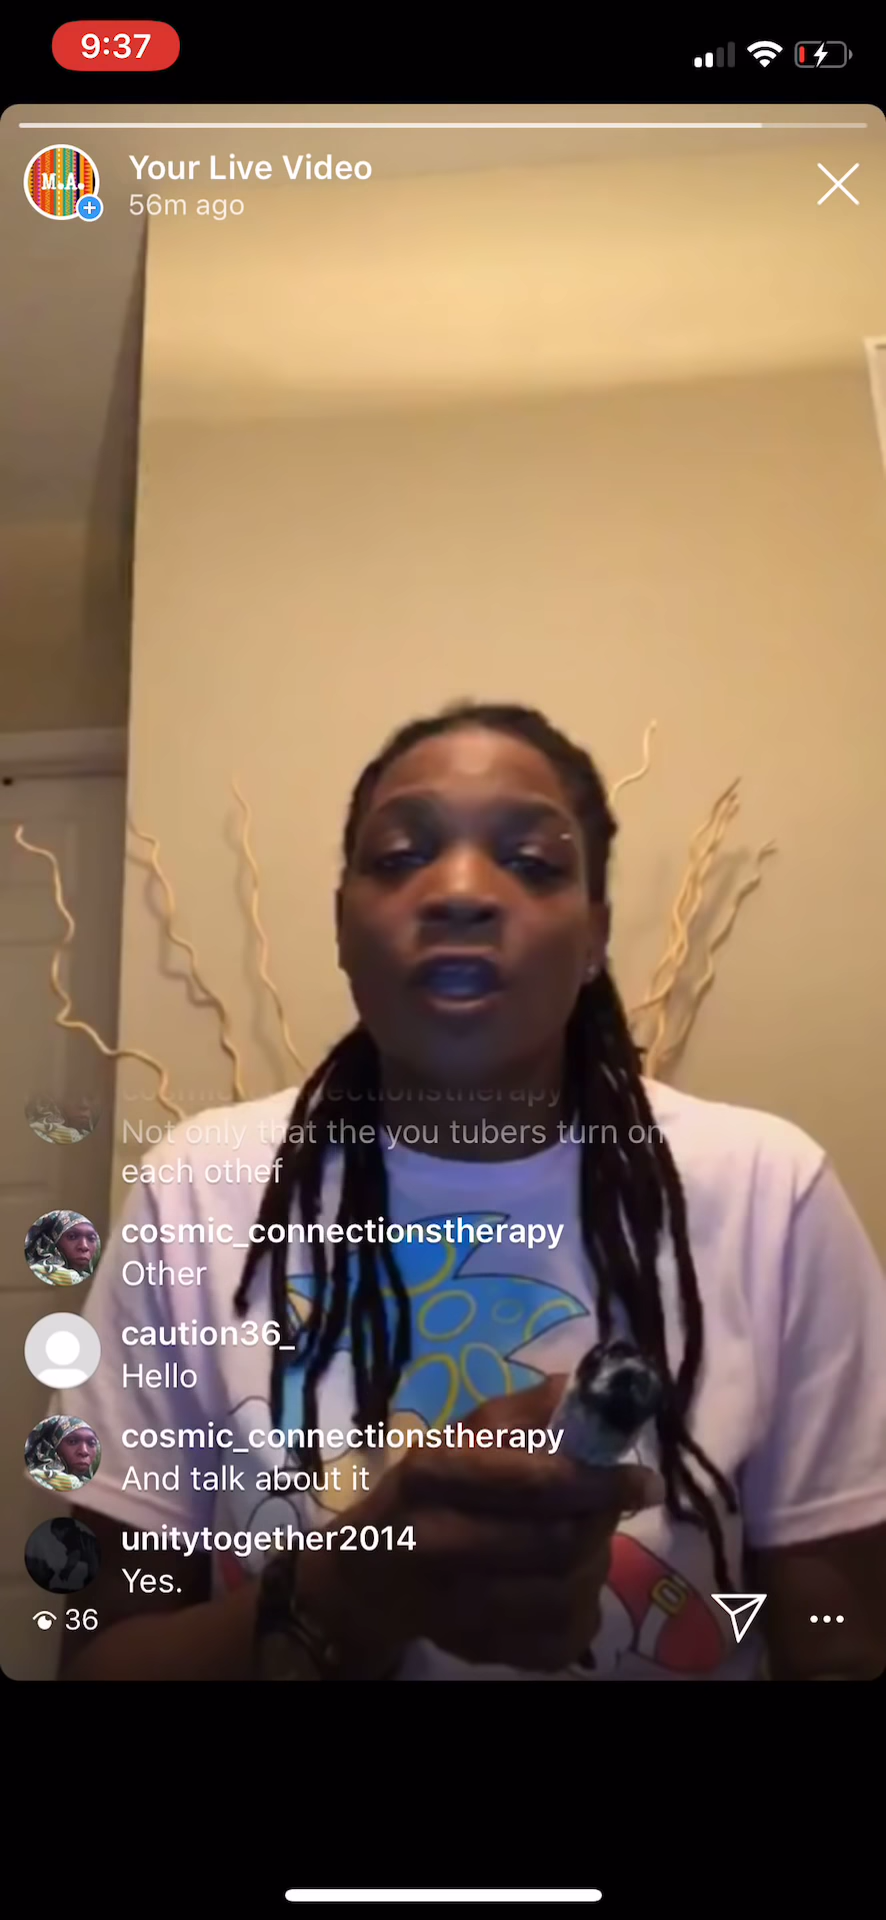 9:37
Your Live Video
56m ago
M.A.
Not only that the you tubers turn on
each othef
cosmic_connectionstherapy
Other
caution36_
Hello
cosmic_connectionstherapy
And talk about it
unitytogether2014
Yes.
36